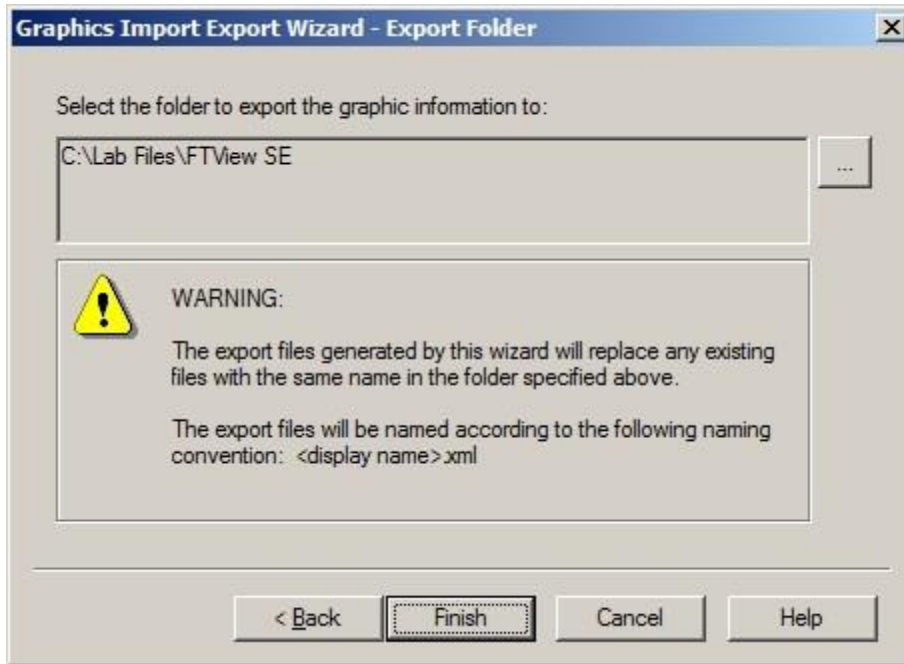 Graphics Import Export Wizard - Export Folder
Select the folder to export the graphic information to:
C:\Lab Files\FTView SE
...
WARNING:
The export files generated by this wizard will replace any existing
files with the same name in the folder specified above.
The export files will be named according to the following naming
convention:  <display name>.xml
< Back
Finish
Cancel
Help